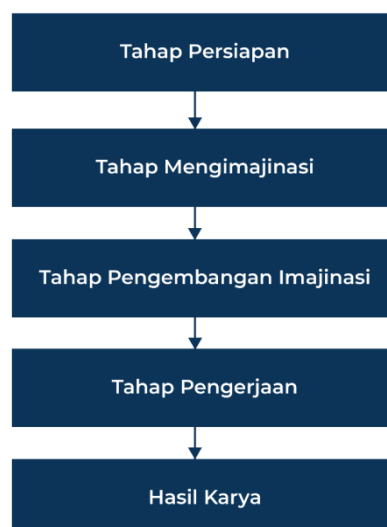 Tahap Persiapan
Tahap Mengimajinasi
Tahap Pengembangan Imajinasi
Tahap Pengerjaan
Hasil Karya